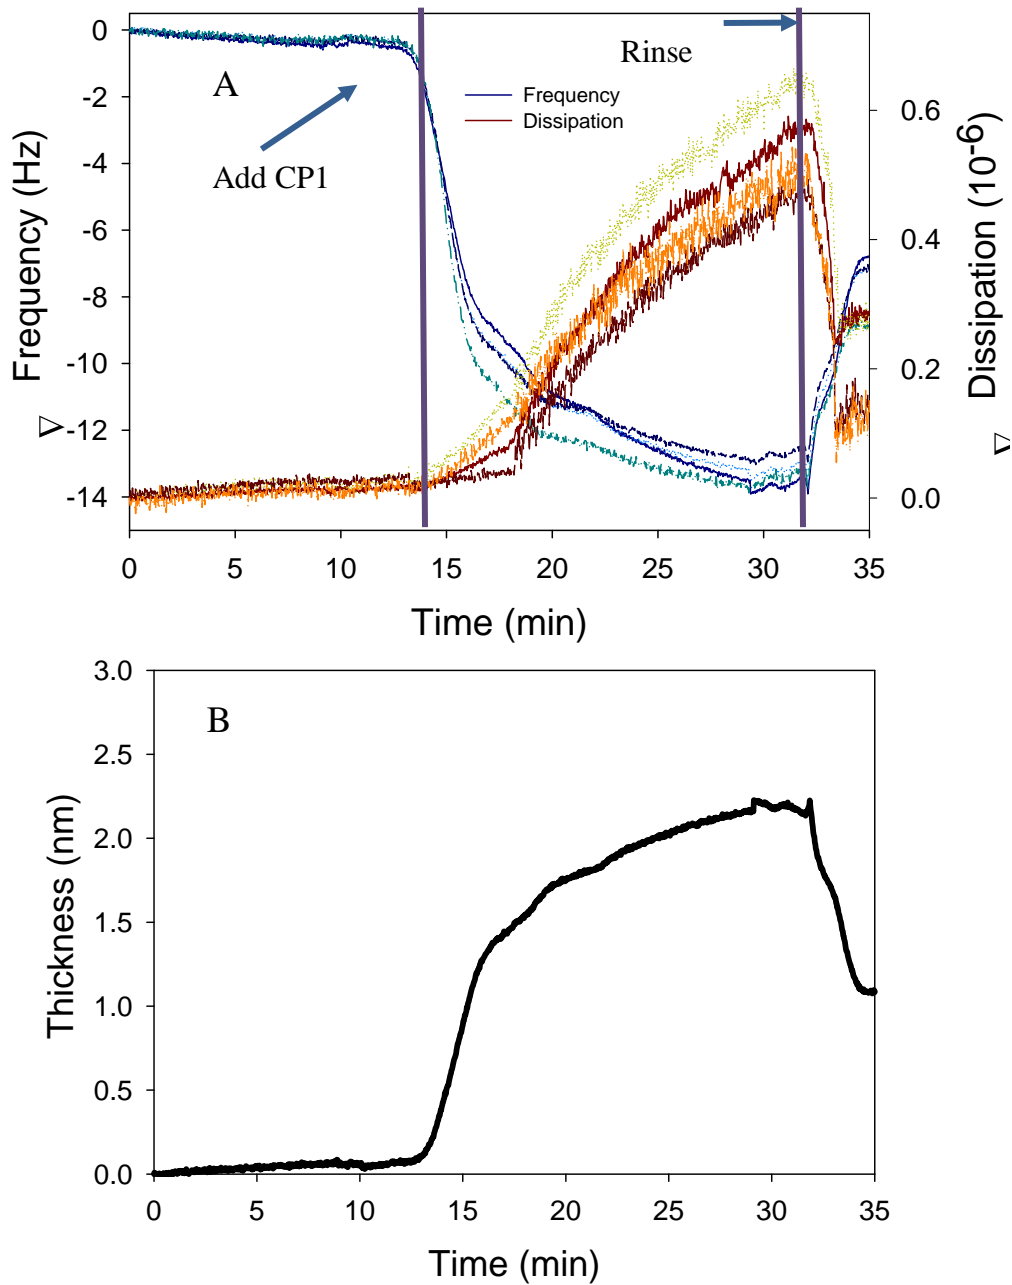 A
Add CP1
Rinse
Frequency
Dissipation
0
-2
-4
-6
-8
-10
-12
-14
∇ Frequency (Hz)
0.6
0.4
0.2
0.0
∇ Dissipation (10-6)
0 5 10 15 20 25 30 35
Time (min)
B
3.0
2.5
2.0
1.5
1.0
0.5
0.0
Thickness (nm)
0 5 10 15 20 25 30 35
Time (min)